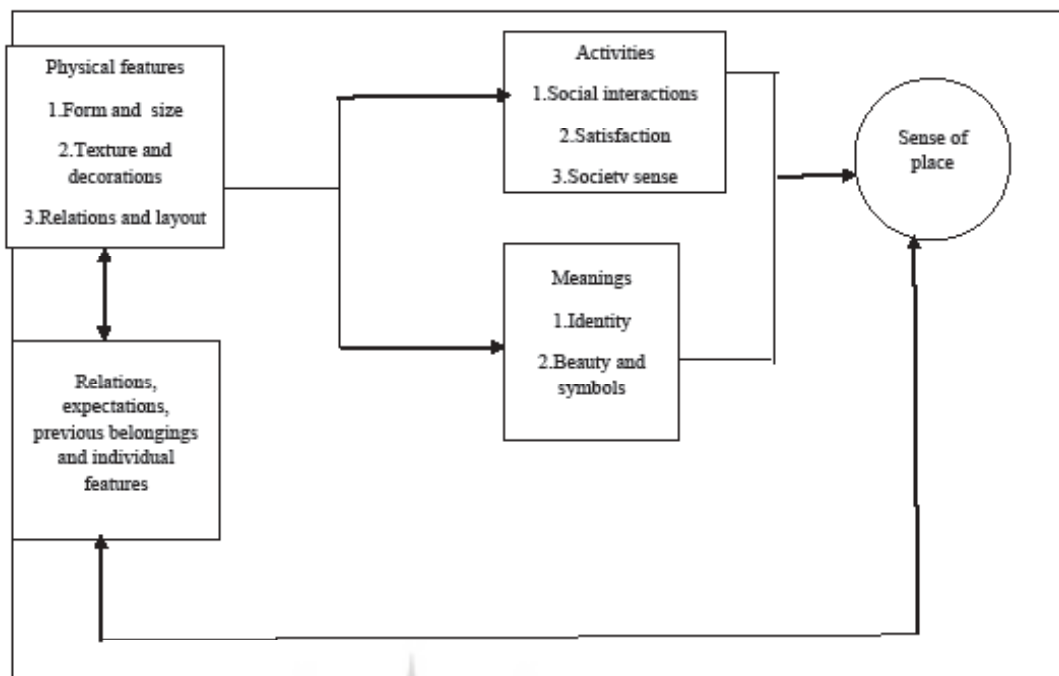 Physical features
1.Form and size
2.Texture and
decorations
3.Relations and layout
Activities
1.Social interactions
2.Satisfaction
3.Society sense
Sense of
place
Meanings
1.Identity
2.Beauty and
symbols
Relations,
expectations,
previous belongings
and individual
features